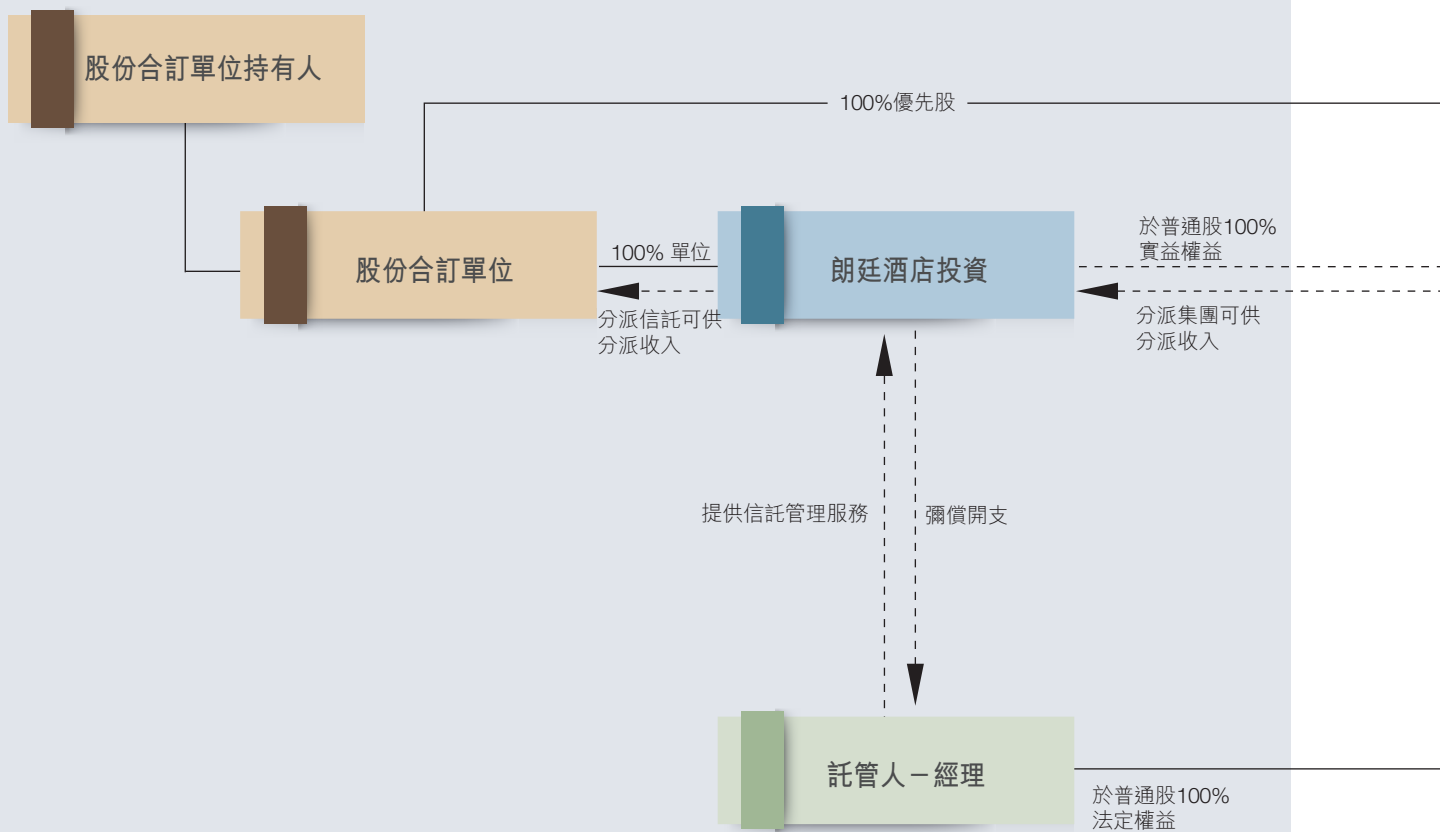 股份合訂單位持有人
100%優先股
股份合訂單位
100% 單位
分派信託可供
分派收入
朗廷酒店投資
於普通股100%
實益權益
分派集團可供
分派收入
提供信託管理服務
彌償開支
託管人－經理
於普通股100%
法定權益